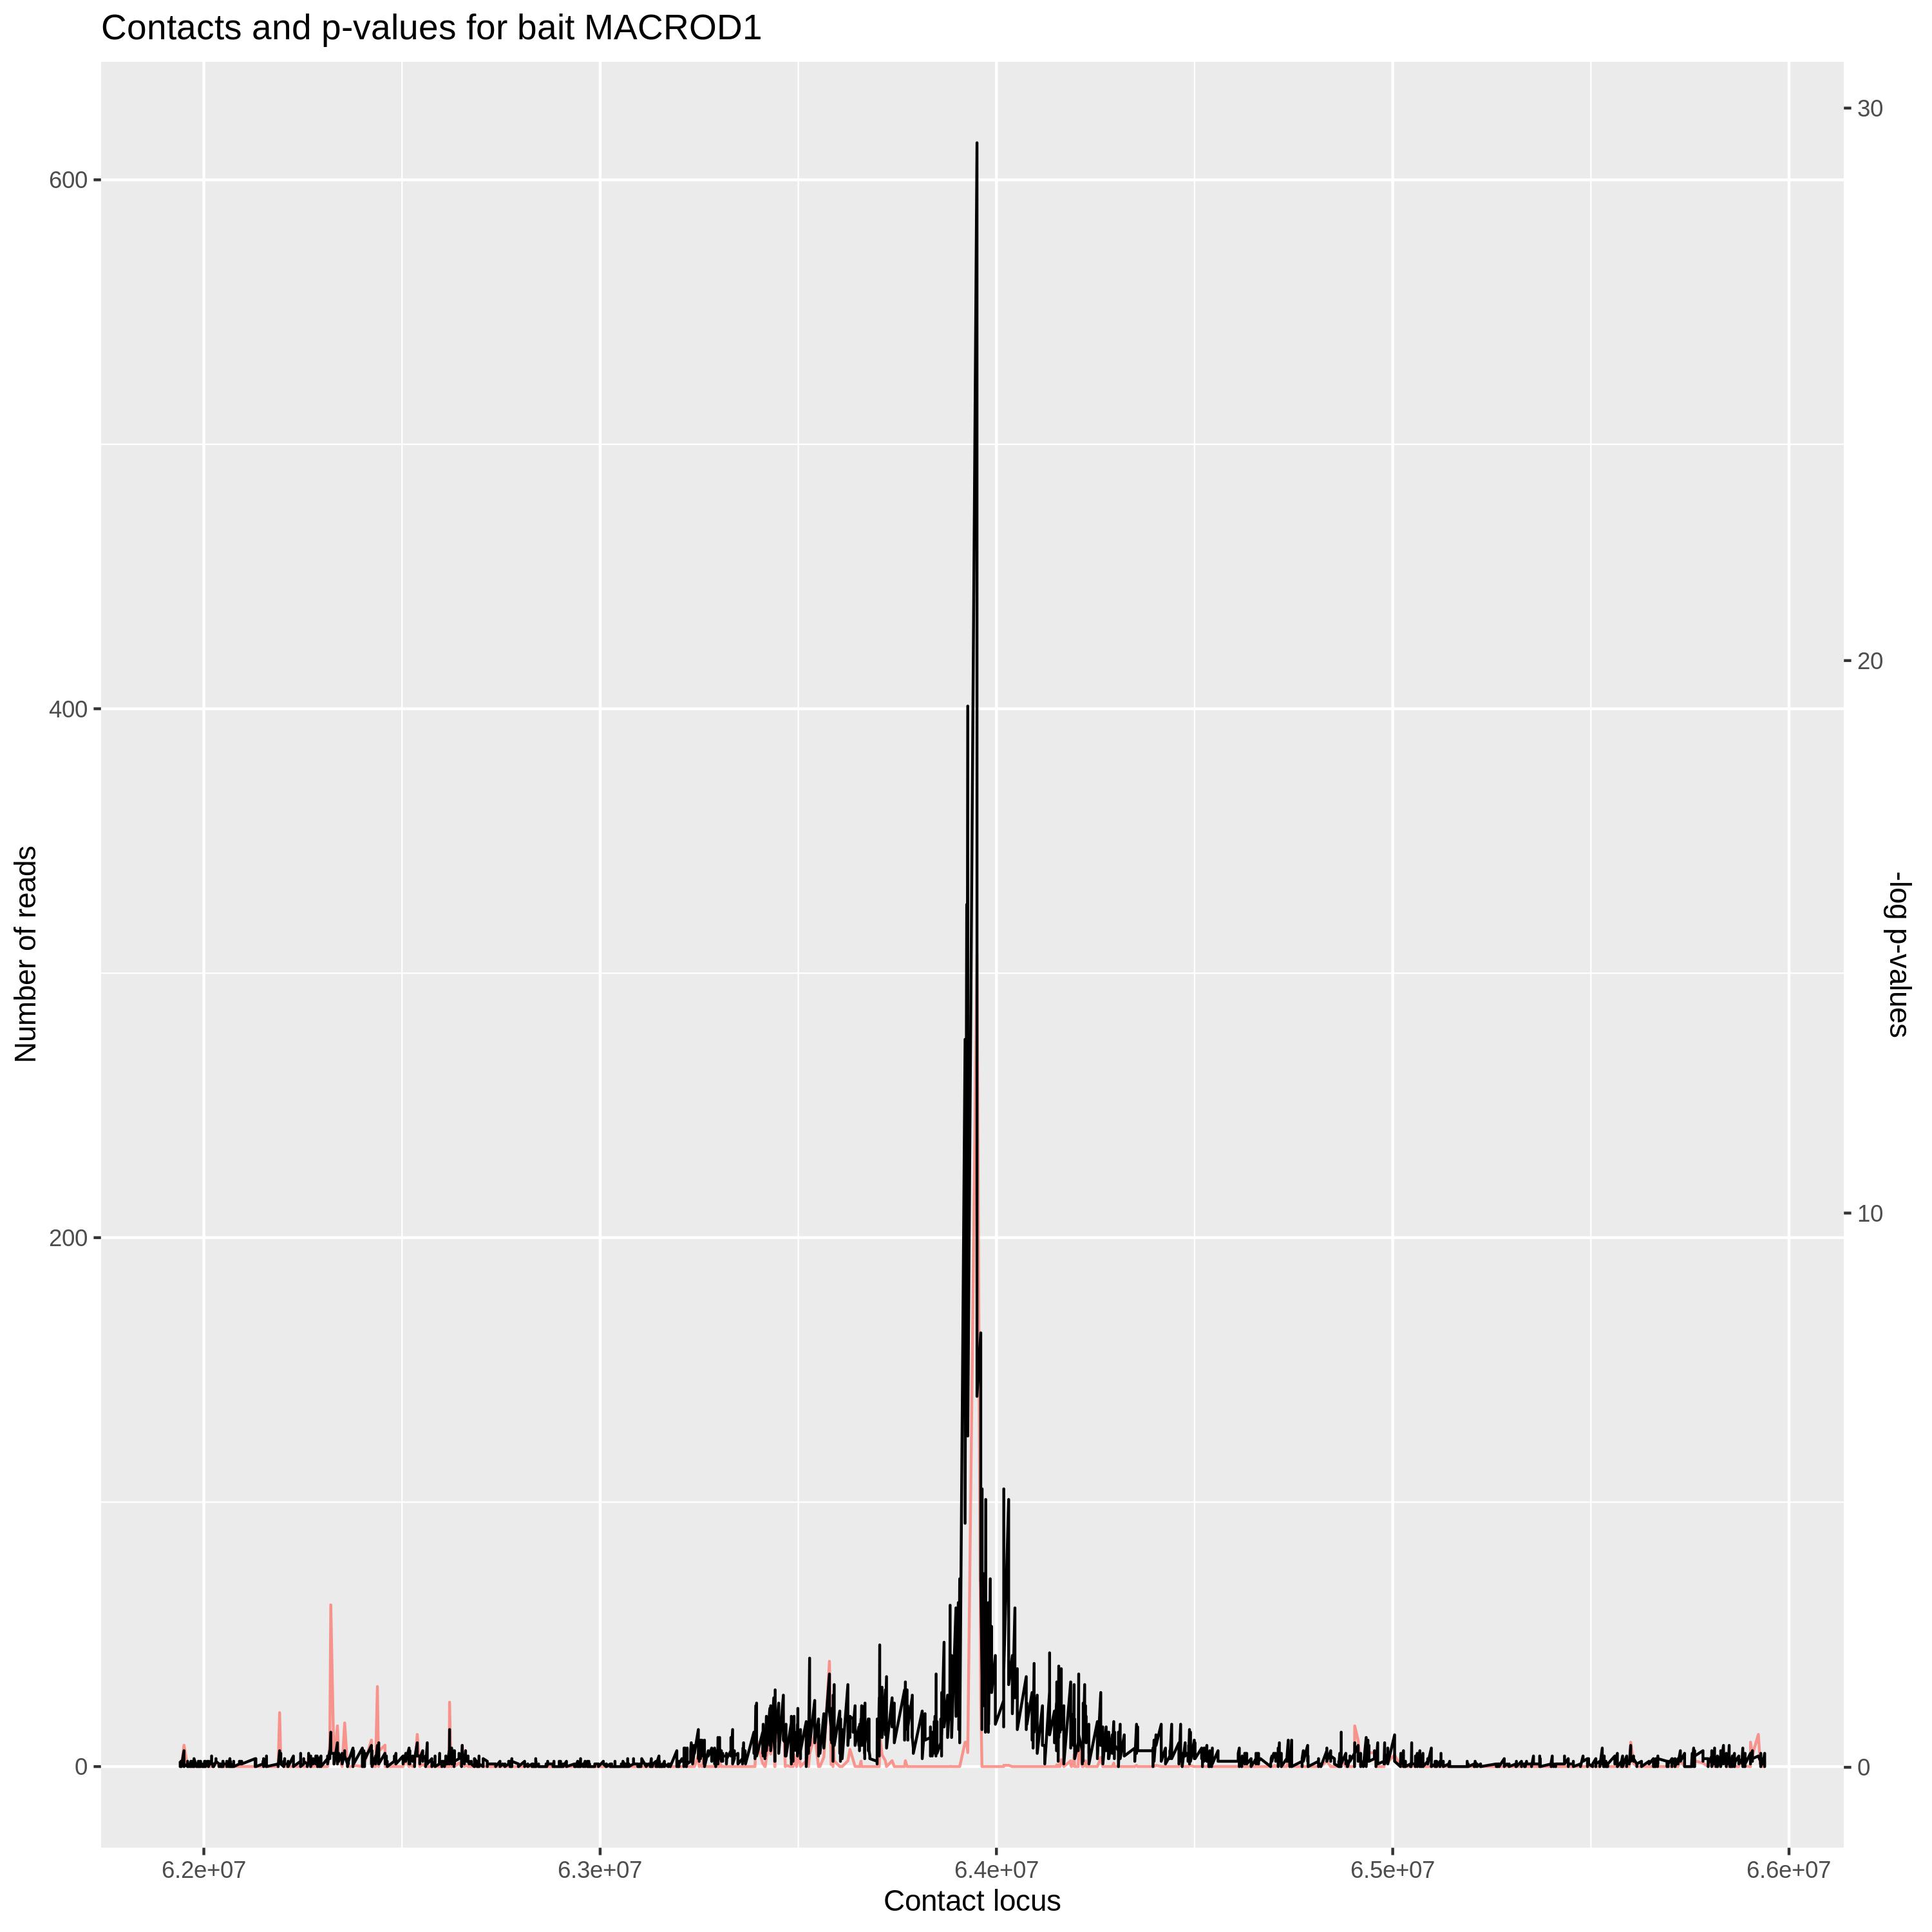 Contacts and p-values for bait MACROD1
600
400
200
0
30
20
10
0
Number of reads
-log p-values
6.2e+07 6.3e+07 6.4e+07 6.5e+07 6.6e+07
Contact locus